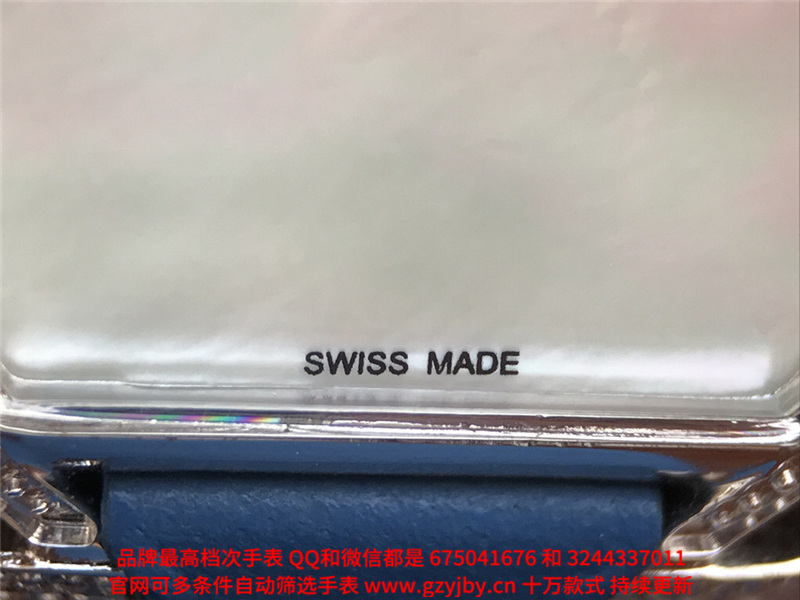 SWISS MADE
品牌最高档次手表 QQ和微信都是 675041676 和 3244337011
官网可多条件自动筛选手表 www.gzyjby.cn 十万款式 持续更新